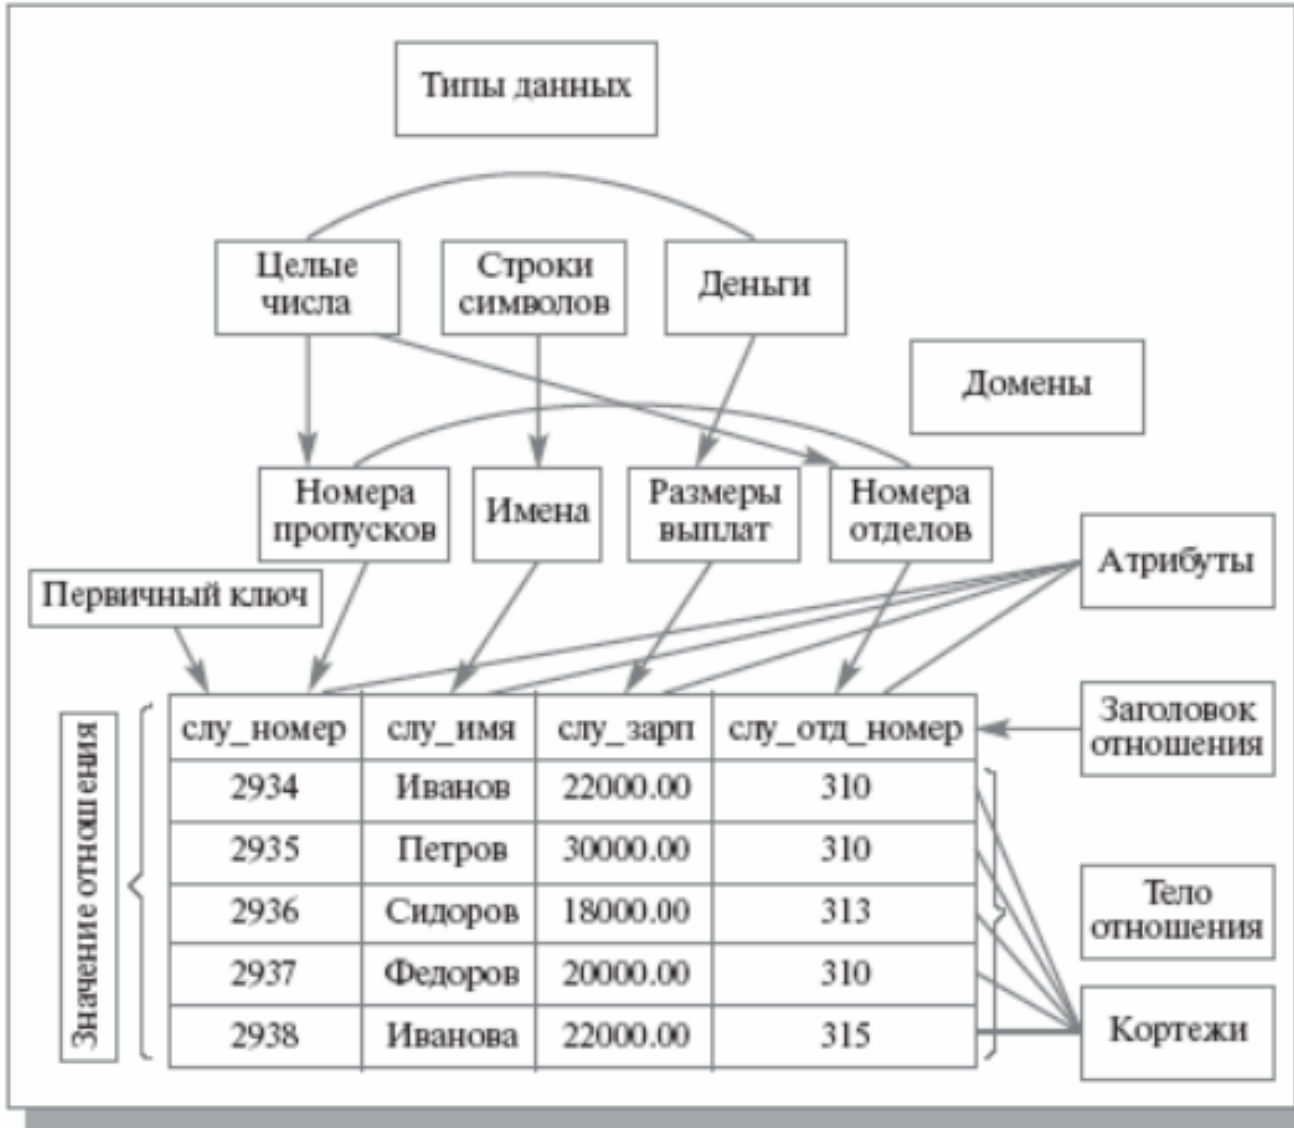 Типы данных
Целые
числа
Строки
символов
Деньги
Домены
Номера
пропусков
Имена
Размеры
выплат
Номера
отделов
Атрибуты
Первичный ключ
Заголовок
отношения
Значение отношения
слу_номер слу_имя слу_зарп слу_отд_номер
2934 Иванов 22000.00 310
2935 Петров 30000.00 310
2936 Сидоров 18000.00 313
2937 Федоров 20000.00 310
2938 Иванова 22000.00 315
Тело
отношения
Кортежи